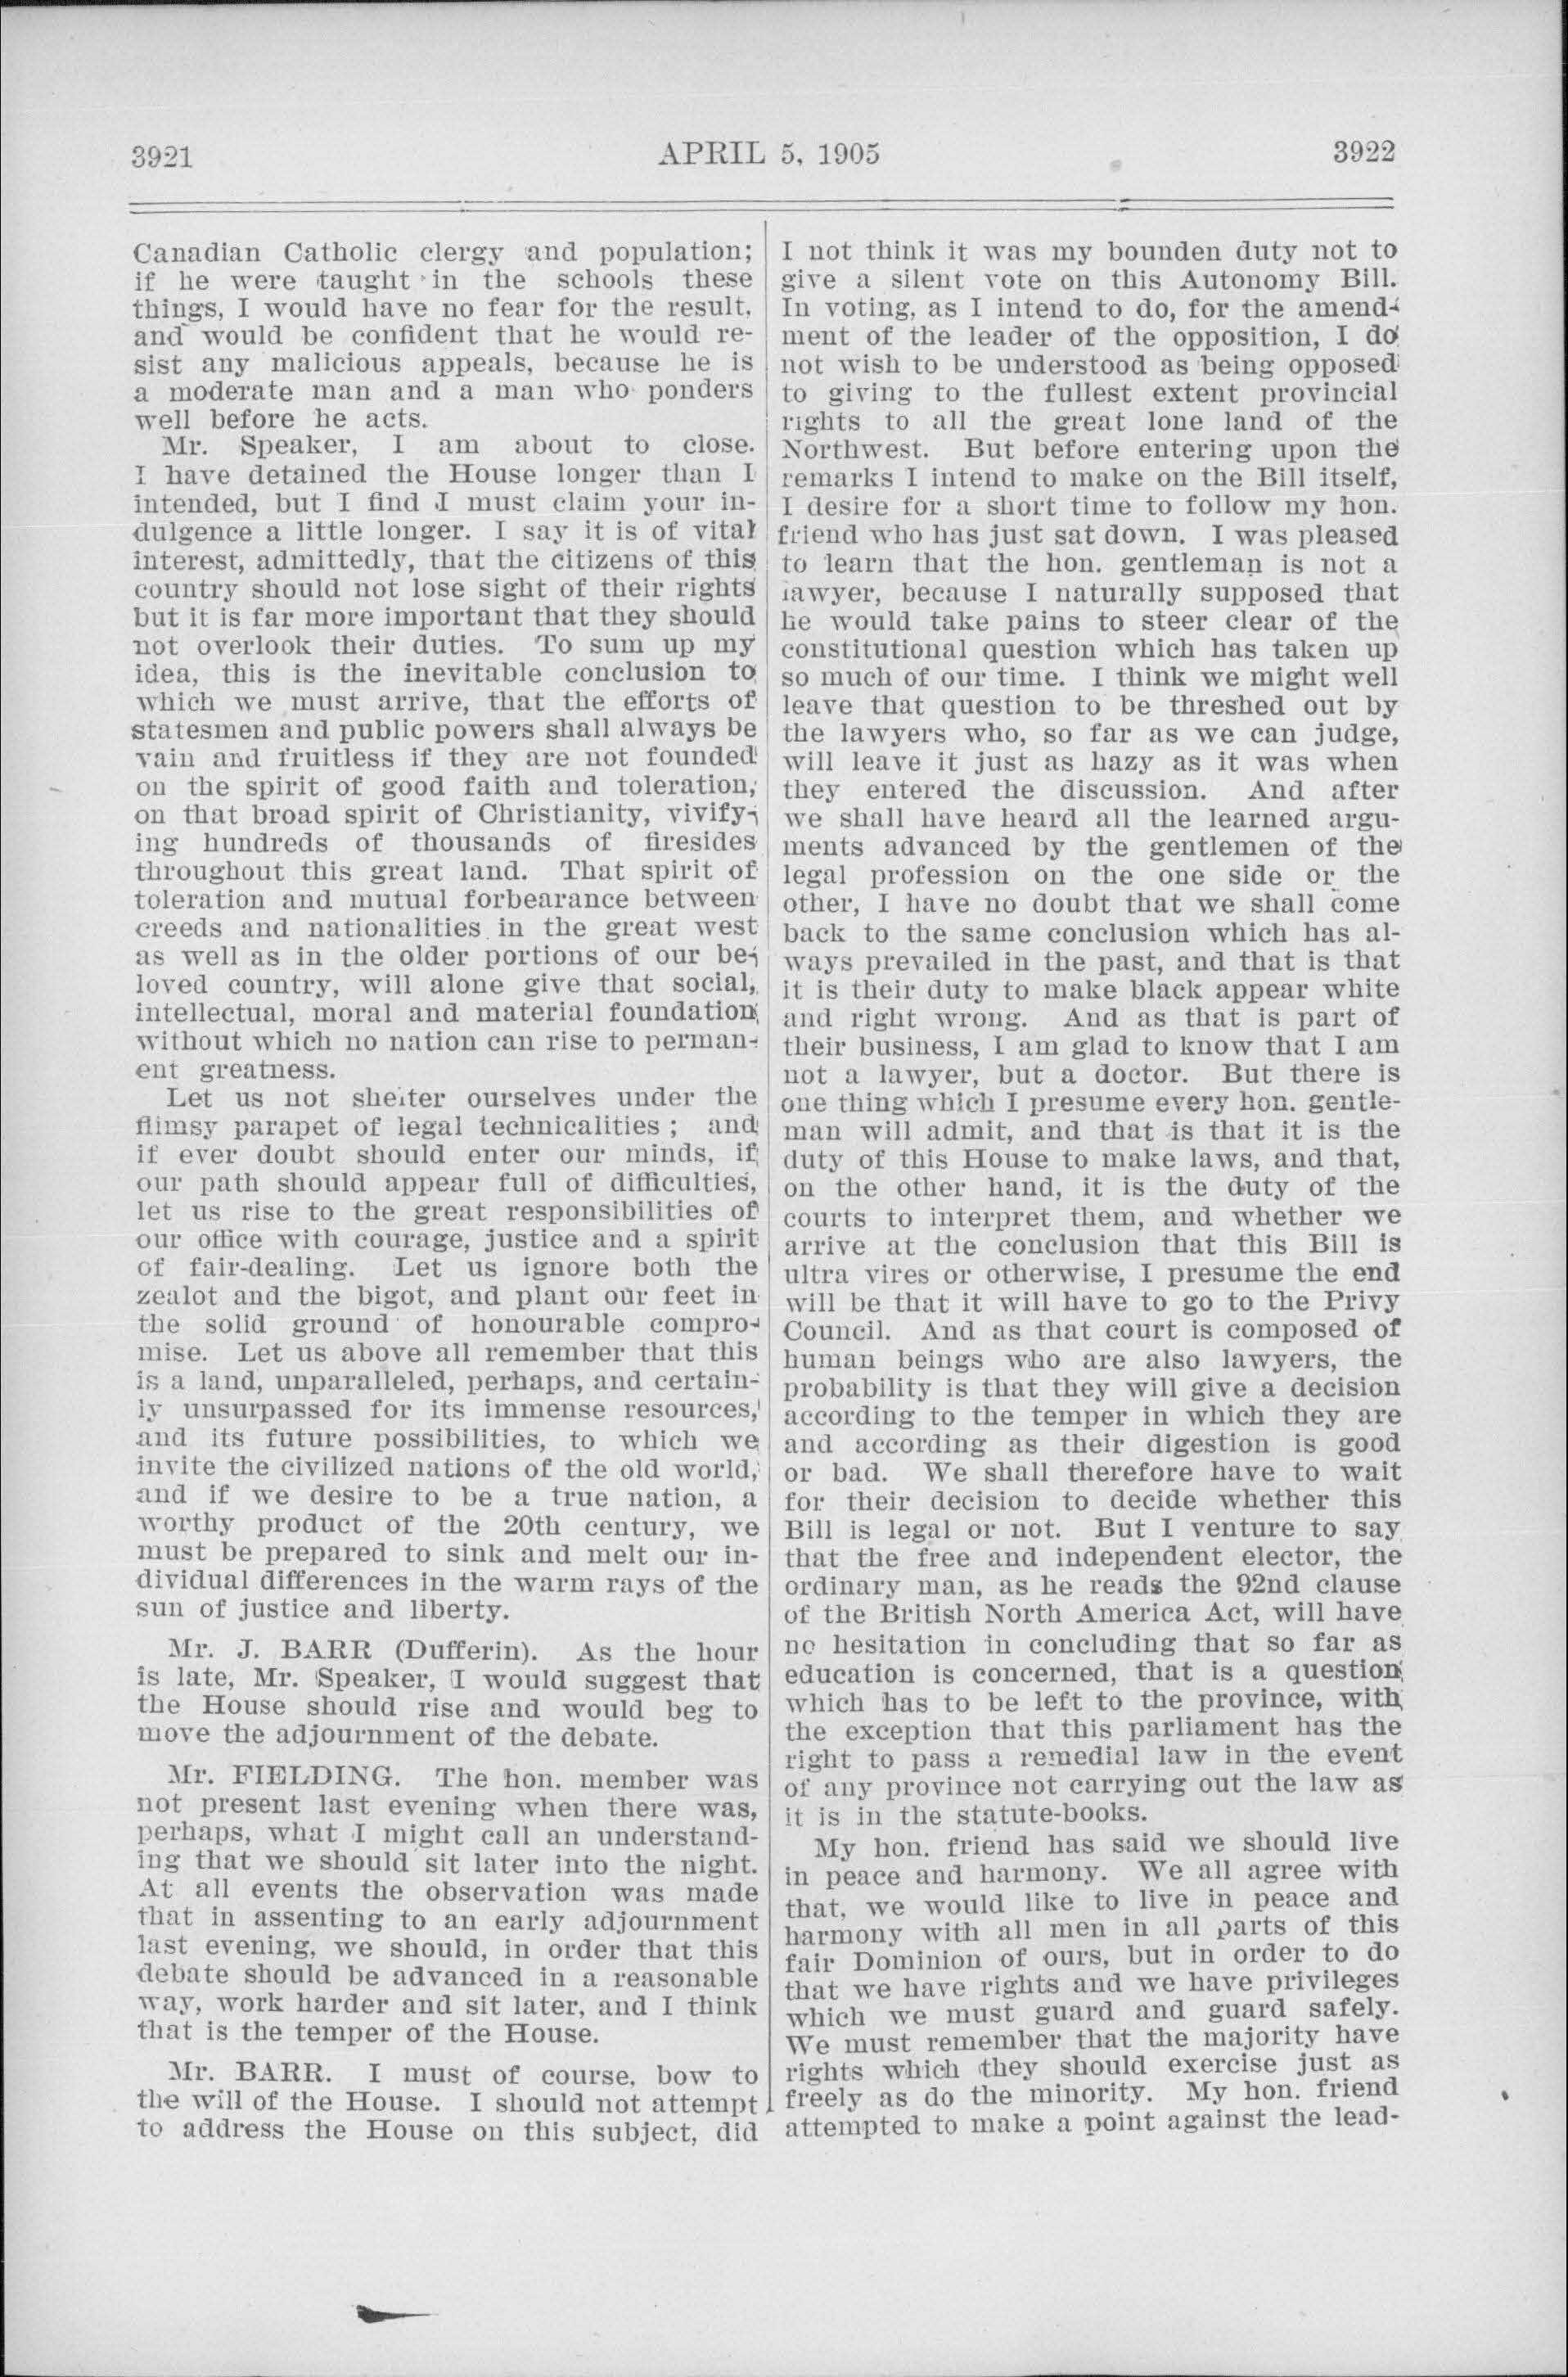 3921
APRIL 5, 1905
3922
Canadian Catholic clergy and population;
if he were taught in the schools these
things, I would have no fear for the result,
and would be confident that he would re-
sist any malicious appeals, because he is
a moderate man and a man who ponders
well before he acts.
Mr. Speaker, I am about to close.
I have detained the House longer than I
intended, but I find I must claim your in-
dulgence a little longer. I say it is of vital
interest, admittedly, that the citizens of this
country should not lose sight of their rights
but it is far more important that they should
not overlook their duties. To sum up my
idea, this is the inevitable conclusion to
which we must arrive, that the efforts of
statesmen and public powers shall always be
vain and fruitless if they are not founded
on the spirit of good faith and toleration,
on that broad spirit of Christianity, vivify-
ing hundreds of thousands of firesides
throughout this great land. That spirit of
toleration and mutual forbearance between
creeds and nationalities in the great west
as well as in the older portions of our be-
loved country, will alone give that social,
intellectual, moral and material foundation
without which no nation can rise to perman-
ent greatness.
Let us not shelter ourselves under the
flimsy parapet of legal technicalities ; and
if ever doubt should enter our minds, if
our path should appear full of difficulties,
let us rise to the great responsibilities of
our office with courage, justice and a spirit
of fair-dealing. Let us ignore both the
zealot and the bigot, and plant our feet in
the solid ground of honourable compro-
mise. Let us above all remember that this
is a land, unparalleled, perhaps, and certain-
ly unsurpassed for its immense resources,
and its future possibilities, to which we
invite the civilized nations of the old world,
and if we desire to be a true nation, a
worthy product of the 20th century, we
must be prepared to sink and melt our in-
dividual differences in the warm rays of the
sun of justice and liberty.
Mr. J. BARR (Dufferin). As the hour
is late, Mr. Speaker, I would suggest that
the House should rise and would beg to
move the adjournment of the debate.
Mr. FIELDING. The hon. member was
not present last evening when there was,
perhaps, what I might call an understand-
ing that we should sit later into the night.
At all events the observation was made
that in assenting to an early adjournment
last evening, we should, in order that this
debate should be advanced in a reasonable
way, work harder and sit later, and I think
that is the temper of the House.
Mr. BARR. I must of course, bow to
the will of the House. I should not attempt
to address the House on this subject, did
I not think it was my bounden duty not to
give a silent vote on this Autonomy Bill.
In voting, as I intend to do, for the amend-
ment of the leader of the opposition, I do
not wish to be understood as being opposed
to giving to the fullest extent provincial
rights to all the great lone land of the
Northwest. But before entering upon the
remarks I intend to make on the Bill itself,
I desire for a short time to follow my hon.
friend who has just sat down. I was pleased
to learn that the hon. gentleman is not a
lawyer, because I naturally supposed that
he would take pains to steer clear of the
constitutional question which has taken up
so much of our time. I think we might well
leave that question to be threshed out by
the lawyers who, so far as we can judge,
will leave it just as hazy as it was when
they entered the discussion. And after
we shall have heard all the learned argu-
ments advanced by the gentlemen of the
legal profession on the one side or the
other, I have no doubt that we shall come
back to the same conclusion which has al-
ways prevailed in the past, and that is that
it is their duty to make black appear white
and right wrong. And as that is part of
their business, I am glad to know that I am
not a lawyer, but a doctor. But there is
one thing which I presume every hon. gentle-
man will admit, and that is that it is the
duty of this House to make laws, and that,
on the other hand, it is the duty of the
courts to interpret them, and whether we
arrive at the conclusion that this Bill is
ultra vires or otherwise, I presume the end
will be that it will have to go to the Privy
Council. And as that court is composed of
human beings who are also lawyers, the
probability is that they will give a decision
according to the temper in which they are
and according as their digestion is good
or bad. We shall therefore have to wait
for their decision to decide whether this
Bill is legal or not. But I venture to say
that the free and independent elector, the
ordinary man, as he reads the 92nd clause
of the British North America Act, will have
no hesitation in concluding that so far as
education is concerned, that is a question
which has to be left to the province, with
the exception that this parliament has the
right to pass a remedial law in the event
of any province not carrying out the law as
it is in the statute-books.
My hon. friend has said we should live
in peace and harmony. We all agree with
that, we would like to live in peace and
harmony with all men in all parts of this
fair Dominion of ours, but in order to do
that we have rights and we have privileges
which we must guard and guard safely.
We must remember that the majority have
rights which they should exercise just as
freely as do the minority. My hon. friend
attempted to make a point against the lead-